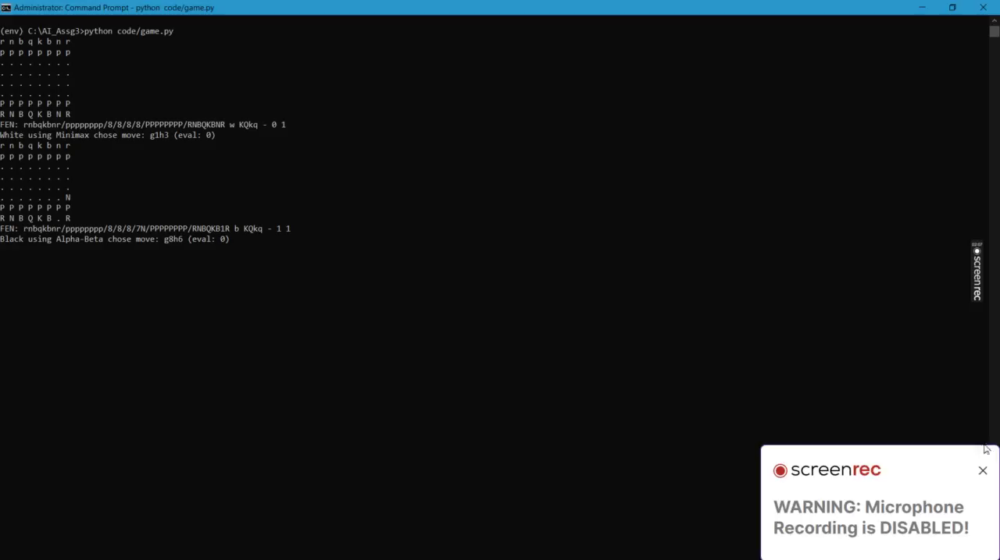 Administrator: Command Prompt - python code/game.py
(env) C:\AI_Assg3>python code/game.py
r n b q k b n r
p p p p p p p p
. . . . . . . .
. . . . . . . .
. . . . . . . .
. . . . . . . .
P P P P P P P P
R N B Q K B N R
FEN: rnbqkbnr/pppppppp/8/8/8/8/PPPPPPPP/RNBQKBNR w KQkq - 0 1
White using Minimax chose move: g1h3 (eval: 0)
r n b q k b n r
p p p p p p p p
. . . . . . . .
. . . . . . . .
. . . . . . . .
. . . . . . . N
P P P P P P P P
R N B Q K B . R
FEN: rnbqkbnr/pppppppp/8/8/8/7N/PPPPPPPP/RNBQKB1R b KQkq - 1 1
Black using Alpha-Beta chose move: g8h6 (eval: 0)
02:07
screenrec
screenrec
WARNING: Microphone
Recording is DISABLED!